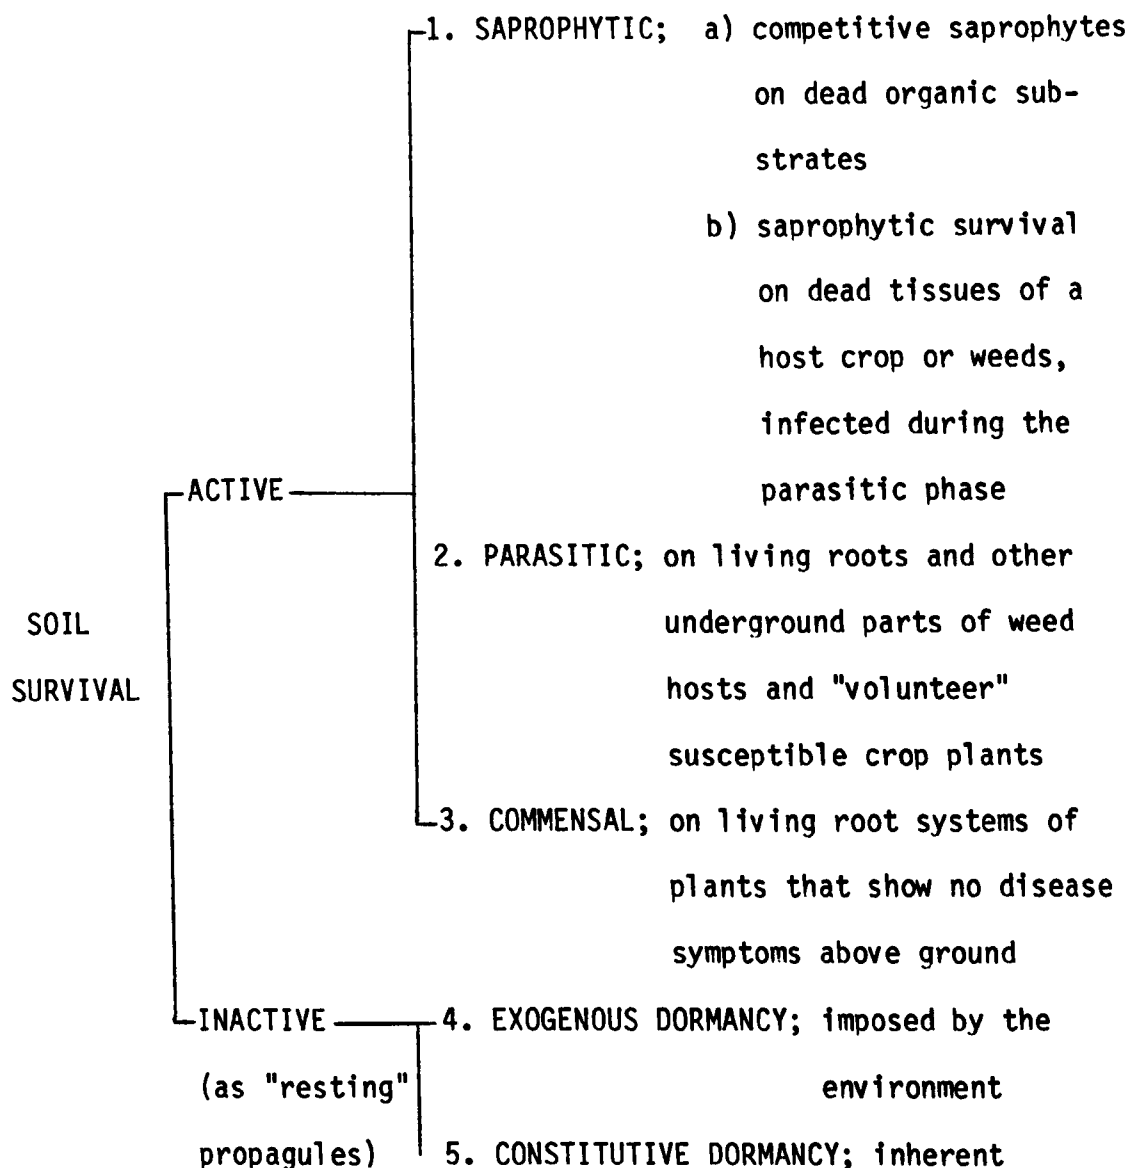 1. SAPROPHYTIC; a) competitive saprophytes
on dead organic sub-
strates
b) saprophytic survival
on dead tissues of a
host crop or weeds,
infected during the
parasitic phase
ACTIVE
2. PARASITIC; on living roots and other
underground parts of weed
hosts and "volunteer"
susceptible crop plants
SOIL
SURVIVAL
3. COMMENSAL; on living root systems of
plants that show no disease
symptoms above ground
INACTIVE
(as "resting"
propagules)
4. EXOGENOUS DORMANCY; imposed by the
environment
5. CONSTITUTIVE DORMANCY; inherent